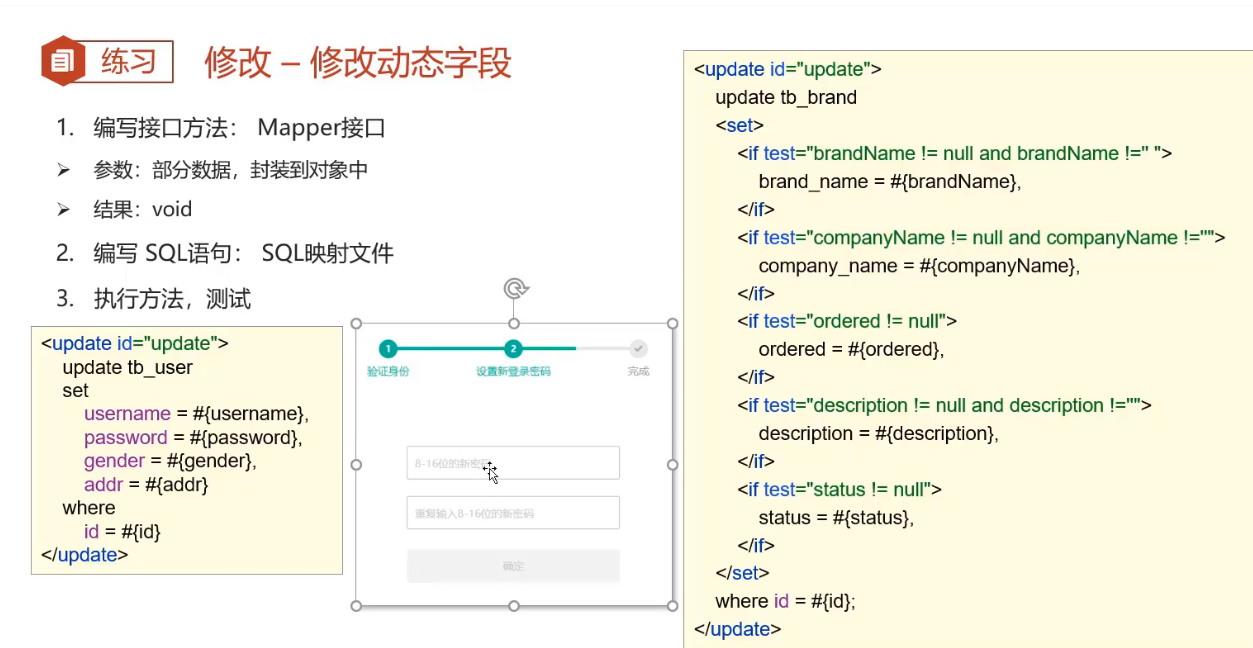 练习
修改 – 修改动态字段
1. 编写接口方法： Mapper接口
➢ 参数：部分数据，封装到对象中
➢ 结果：void
2. 编写 SQL语句： SQL映射文件
3. 执行方法，测试
<update id="update">
update tb_user
set
username = #{username},
password = #{password},
gender = #{gender},
addr = #{addr}
where
id = #{id}
</update>
1
2
验证身份
设置新登录密码
完成
8-16位的新密码
重复输入8-16位的新密码
确定
<update id="update">
update tb_brand
<set>
<if test="brandName != null and brandName !='' ">
brand_name = #{brandName},
</if>
<if test="companyName != null and companyName !=''">
company_name = #{companyName},
</if>
<if test="ordered != null">
ordered = #{ordered},
</if>
<if test="description != null and description !=''">
description = #{description},
</if>
<if test="status != null">
status = #{status},
</if>
</set>
where id = #{id};
</update>